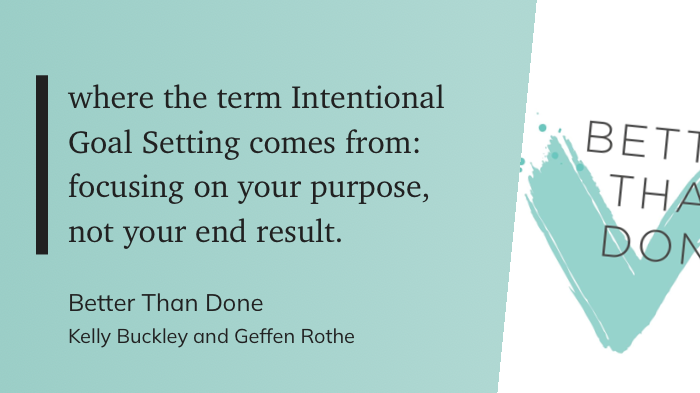 where the term Intentional
Goal Setting comes from:
focusing on your purpose,
not your end result.
Better Than Done
Kelly Buckley and Geffen Rothe
BETT
THA
DON